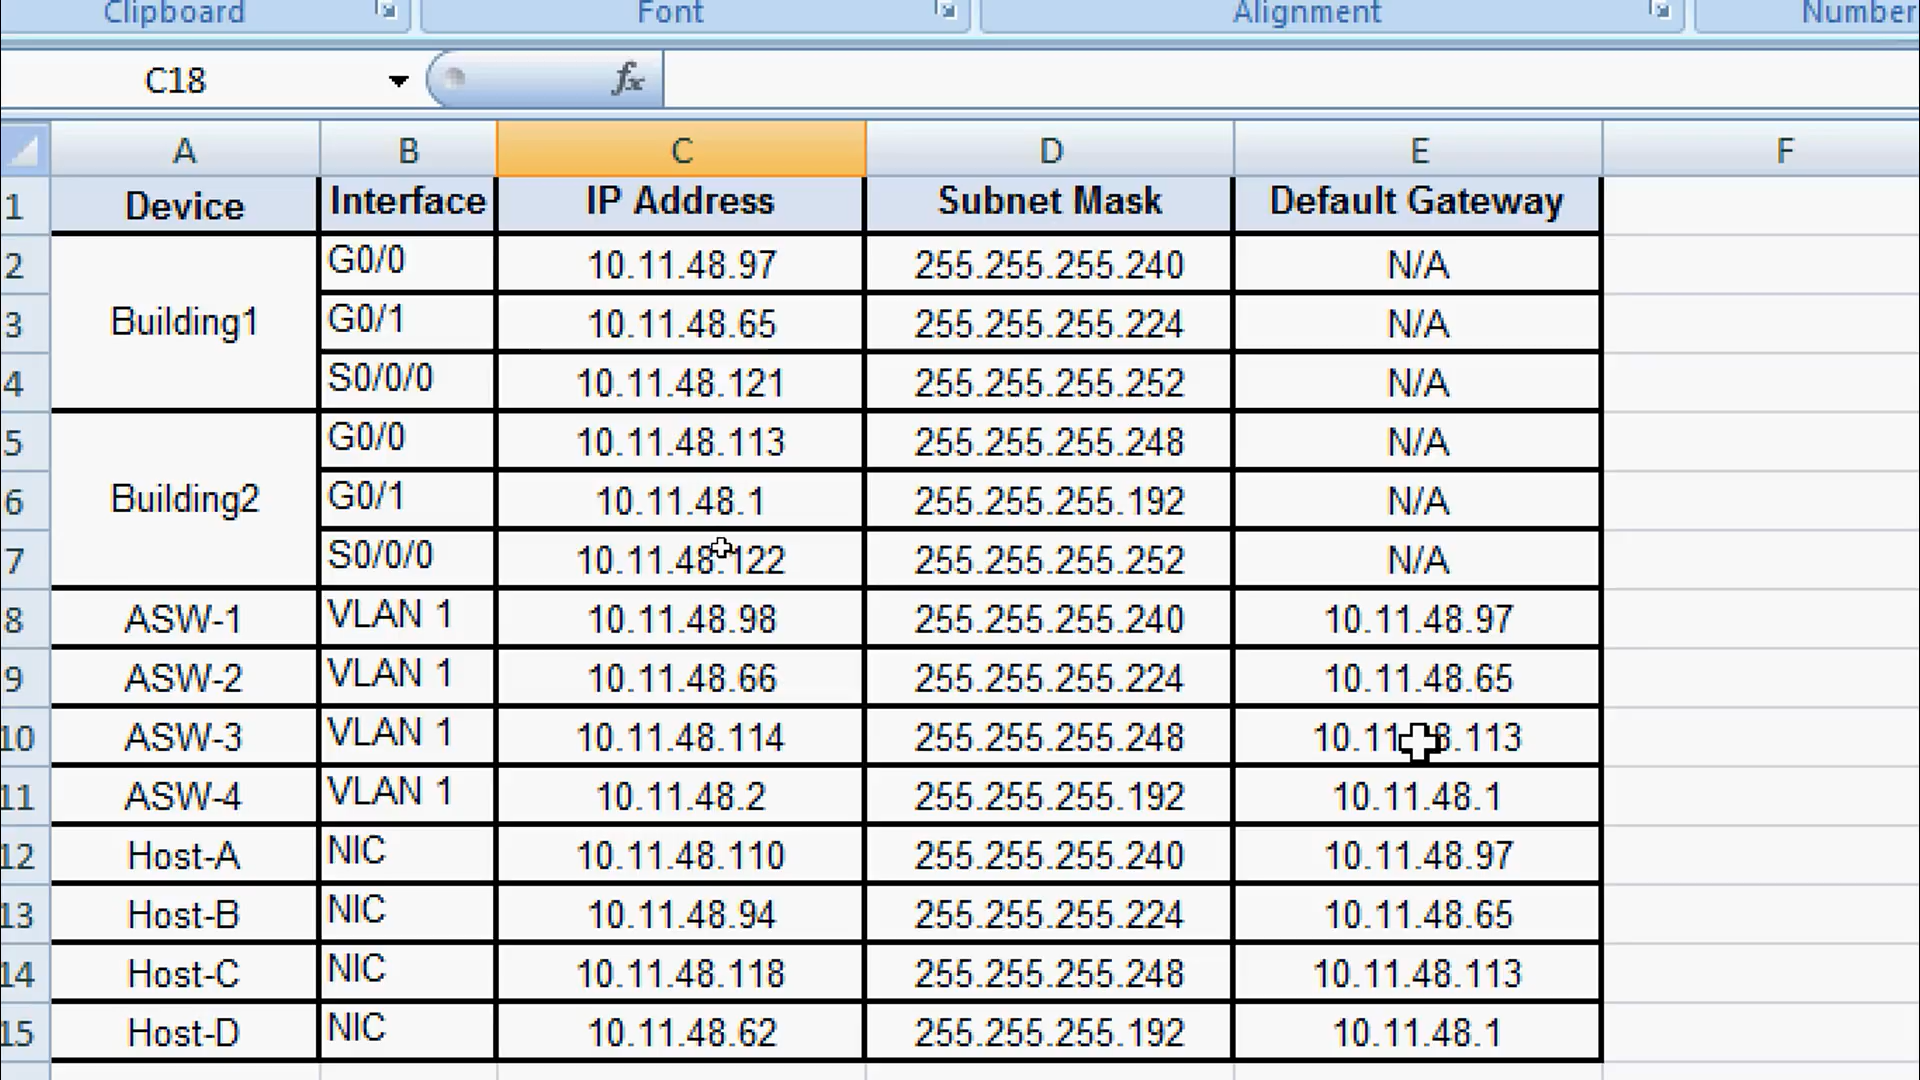 Clipboard Font Alignment Number
C18 fx
A B C D E F
1 Device Interface IP Address Subnet Mask Default Gateway
2 G0/0 10.11.48.97 255.255.255.240 N/A
3 Building1 G0/1 10.11.48.65 255.255.255.224 N/A
4 S0/0/0 10.11.48.121 255.255.255.252 N/A
5 G0/0 10.11.48.113 255.255.255.248 N/A
6 Building2 G0/1 10.11.48.1 255.255.255.192 N/A
7 S0/0/0 10.11.48.122 255.255.255.252 N/A
8 ASW-1 VLAN 1 10.11.48.98 255.255.255.240 10.11.48.97
9 ASW-2 VLAN 1 10.11.48.66 255.255.255.224 10.11.48.65
10 ASW-3 VLAN 1 10.11.48.114 255.255.255.248 10.11.48.113
11 ASW-4 VLAN 1 10.11.48.2 255.255.255.192 10.11.48.1
12 Host-A NIC 10.11.48.110 255.255.255.240 10.11.48.97
13 Host-B NIC 10.11.48.94 255.255.255.224 10.11.48.65
14 Host-C NIC 10.11.48.118 255.255.255.248 10.11.48.113
15 Host-D NIC 10.11.48.62 255.255.255.192 10.11.48.1